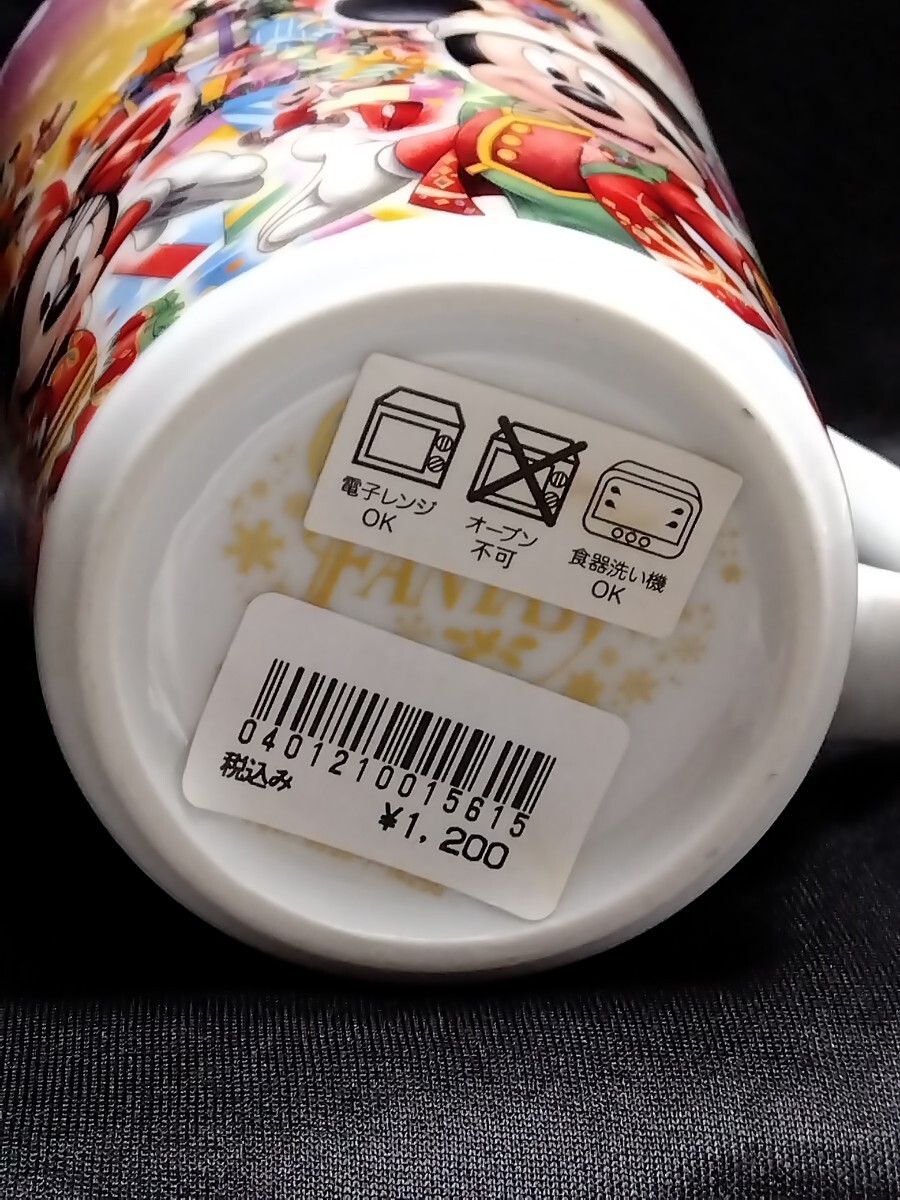 電子レンジ
OK
オーブン
不可
食器洗い機
OK
FANTASY
0401210015615
税込み
¥1,200